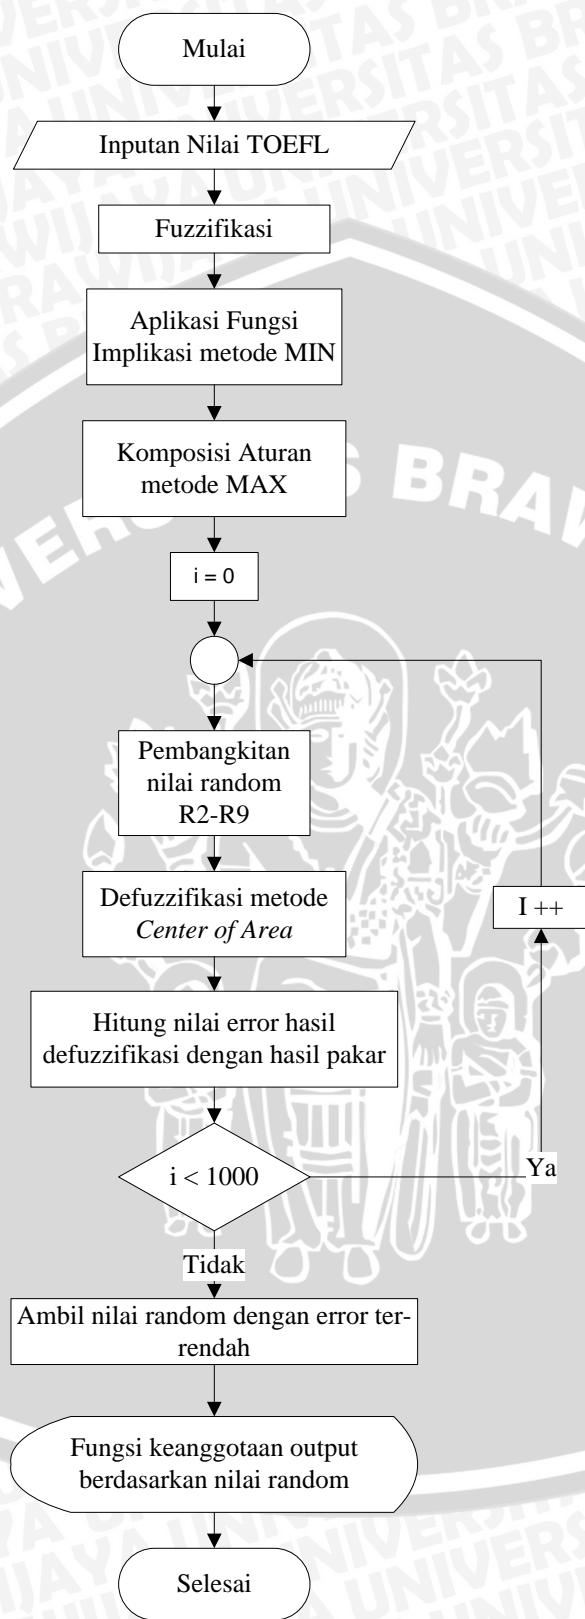 Mulai
Inputan Nilai TOEFL
Fuzzifikasi
Aplikasi Fungsi
Implikasi metode MIN
Komposisi Aturan
metode MAX
i = 0
Pembangkitan
nilai random
R2-R9
Defuzzifikasi metode
Center of Area
I ++
Hitung nilai error hasil
defuzzifikasi dengan hasil pakar
i < 1000
Ya
Tidak
Ambil nilai random dengan error ter-
rendah
Fungsi keanggotaan output
berdasarkan nilai random
Selesai